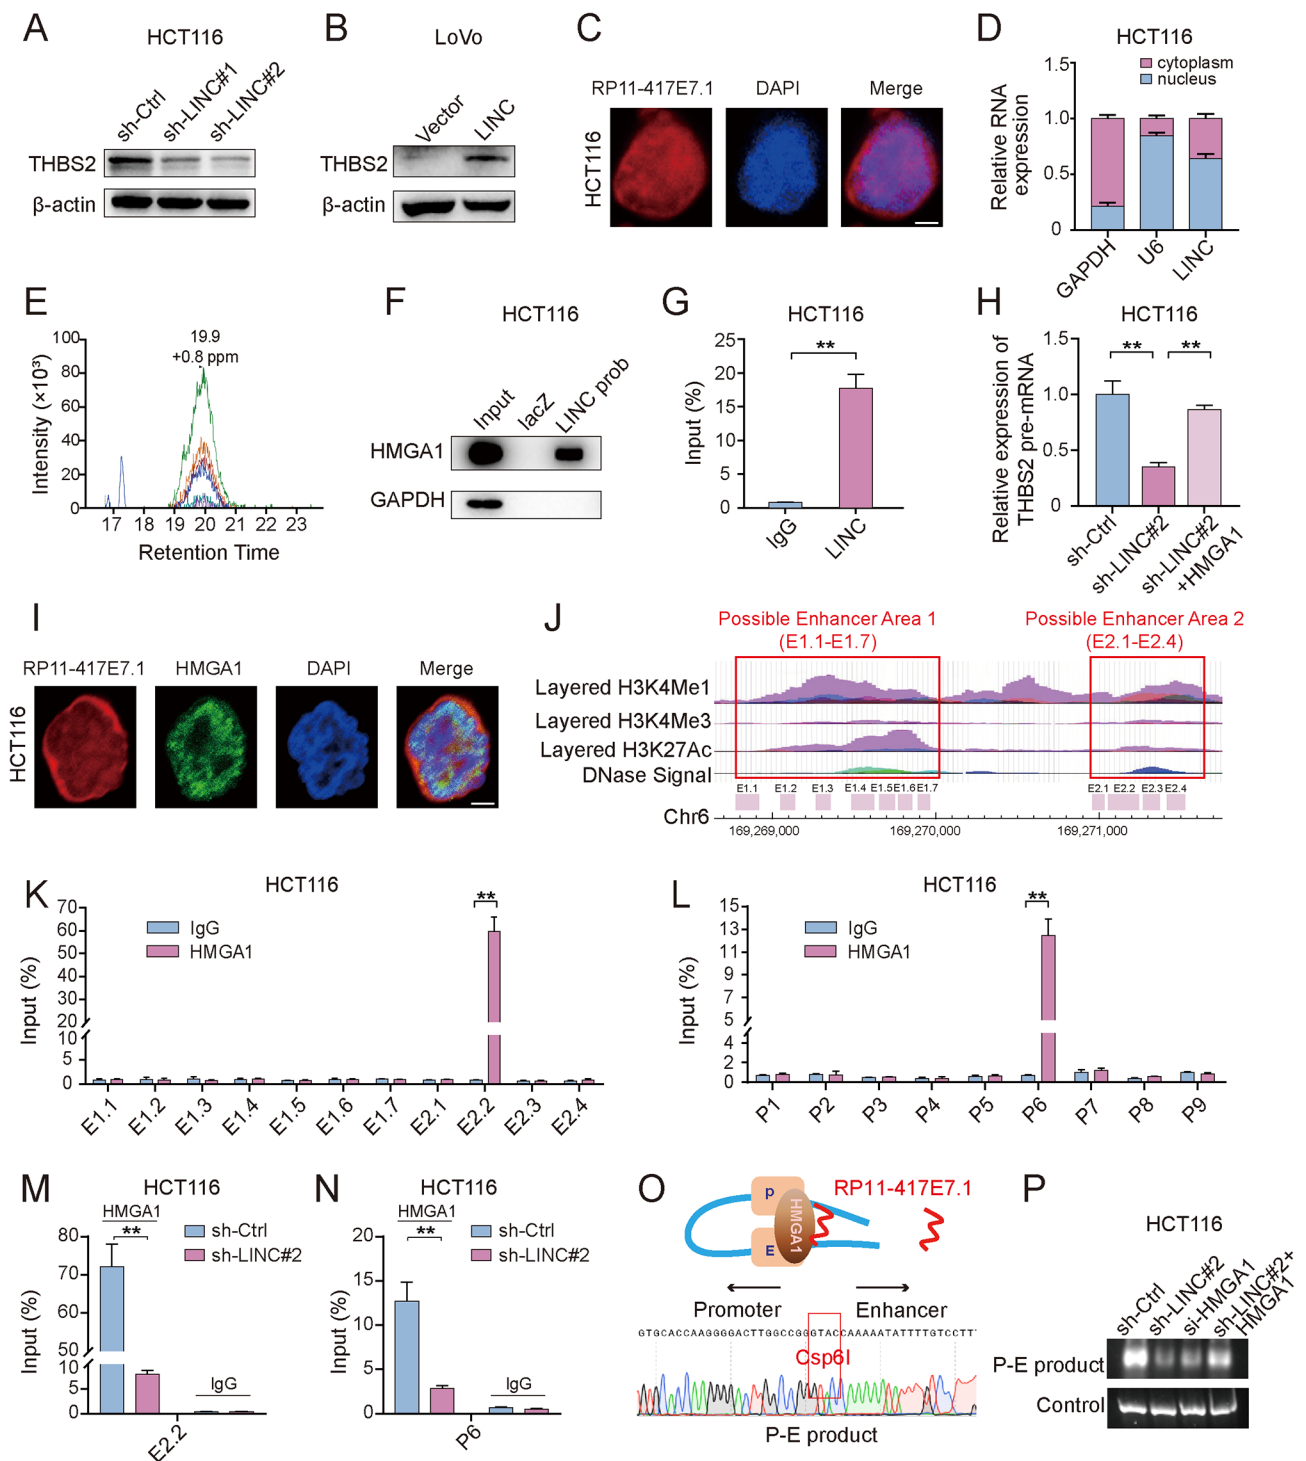 A
HCT116
sh-Ctrl
sh-LINC#1
sh-LINC#2
THBS2
β-actin
B
LoVo
Vector
LINC
THBS2
β-actin
C
RP11-417E7.1
DAPI
Merge
HCT116
D
HCT116
cytoplasm
nucleus
Relative RNA
expression
1.5
1.0
0.5
0
GAPDH
U6
LINC
E
19.9
+0.8 ppm
Intensity (×10³)
100
80
60
40
20
0
17 18 19 20 21 22 23
Retention Time
F
HCT116
Input
lacZ
LINC prob
HMGA1
GAPDH
G
HCT116
**
Input (%)
25
20
15
10
5
0
IgG
LINC
H
HCT116
** **
Relative expression of
THBS2 pre-mRNA
1.5
1.0
0.5
0
sh-Ctrl
sh-LINC#2
sh-LINC#2
+HMGA1
I
RP11-417E7.1
HMGA1
DAPI
Merge
HCT116
J
Possible Enhancer Area 1
(E1.1-E1.7)
Possible Enhancer Area 2
(E2.1-E2.4)
Layered H3K4Me1
Layered H3K4Me3
Layered H3K27Ac
DNase Signal
E1.1 E1.2 E1.3 E1.4 E1.5 E1.6 E1.7 E2.1 E2.2 E2.3 E2.4
Chr6
169,269,000 169,270,000 169,271,000
K
HCT116
IgG
HMGA1
**
Input (%)
70
60
50
40
30
20
10
5
0
E1.1 E1.2 E1.3 E1.4 E1.5 E1.6 E1.7 E2.1 E2.2 E2.3 E2.4
L
HCT116
IgG
HMGA1
**
Input (%)
15
13
11
9
7
5
4
2
0
P1 P2 P3 P4 P5 P6 P7 P8 P9
M
HCT116
HMGA1
**
sh-Ctrl
sh-LINC#2
Input (%)
80
70
60
50
10
5
0
IgG
E2.2
N
HCT116
HMGA1
**
sh-Ctrl
sh-LINC#2
Input (%)
20
15
10
5
0
IgG
P6
O
P
E
HMGA1
RP11-417E7.1
Promoter
Enhancer
GTGCACCAAGGGGACTTGGCCGGGTACCAAAAATATTTTGTCCTT
Csp6I
P-E product
P
HCT116
sh-Ctrl
sh-LINC#2
si-HMGA1
sh-LINC#2+
HMGA1
P-E product
Control